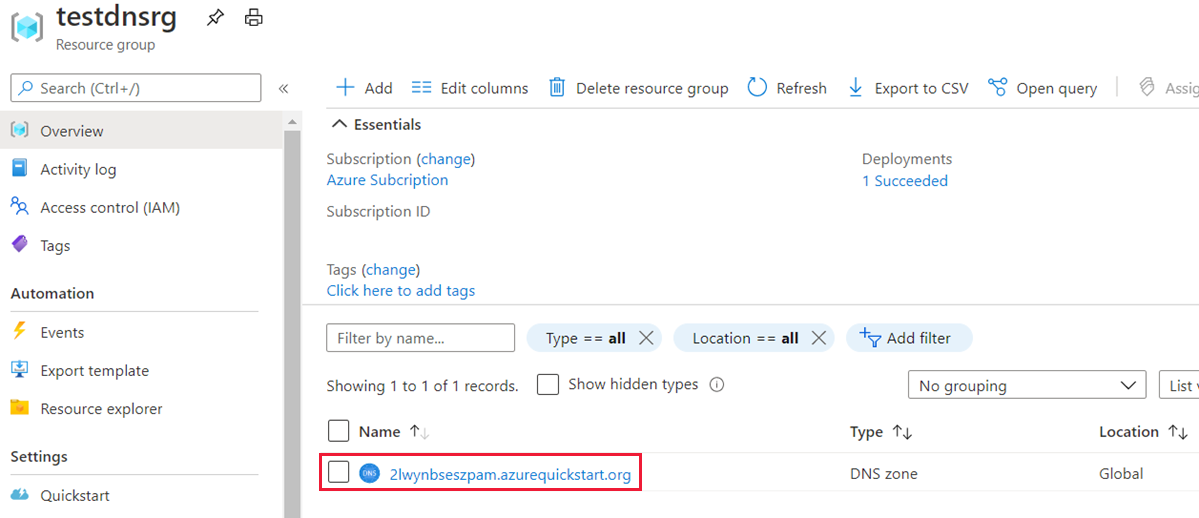 testdnsrg
Resource group
Search (Ctrl+/)
«
Overview
Activity log
Access control (IAM)
Tags
Automation
Events
Export template
Resource explorer
Settings
Quickstart
Add Edit columns Delete resource group Refresh Export to CSV Open query Assig
Essentials
Subscription (change) Deployments
Azure Subcription 1 Succeeded
Subscription ID
Tags (change)
Click here to add tags
Filter by name... Type == all Location == all Add filter
Showing 1 to 1 of 1 records. Show hidden types No grouping List v
Name ↑↓ Type ↑↓ Location ↑↓
DNS 2lwynbseszpam.azurequickstart.org DNS zone Global